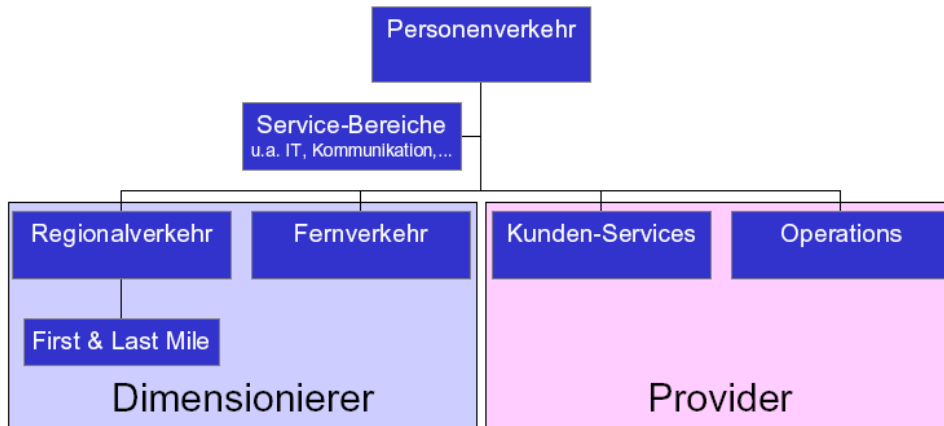 Personenverkehr
Service-Bereiche
u.a. IT, Kommunikation,...
Regionalverkehr
Fernverkehr
Kunden-Services
Operations
First & Last Mile
Dimensionierer
Provider